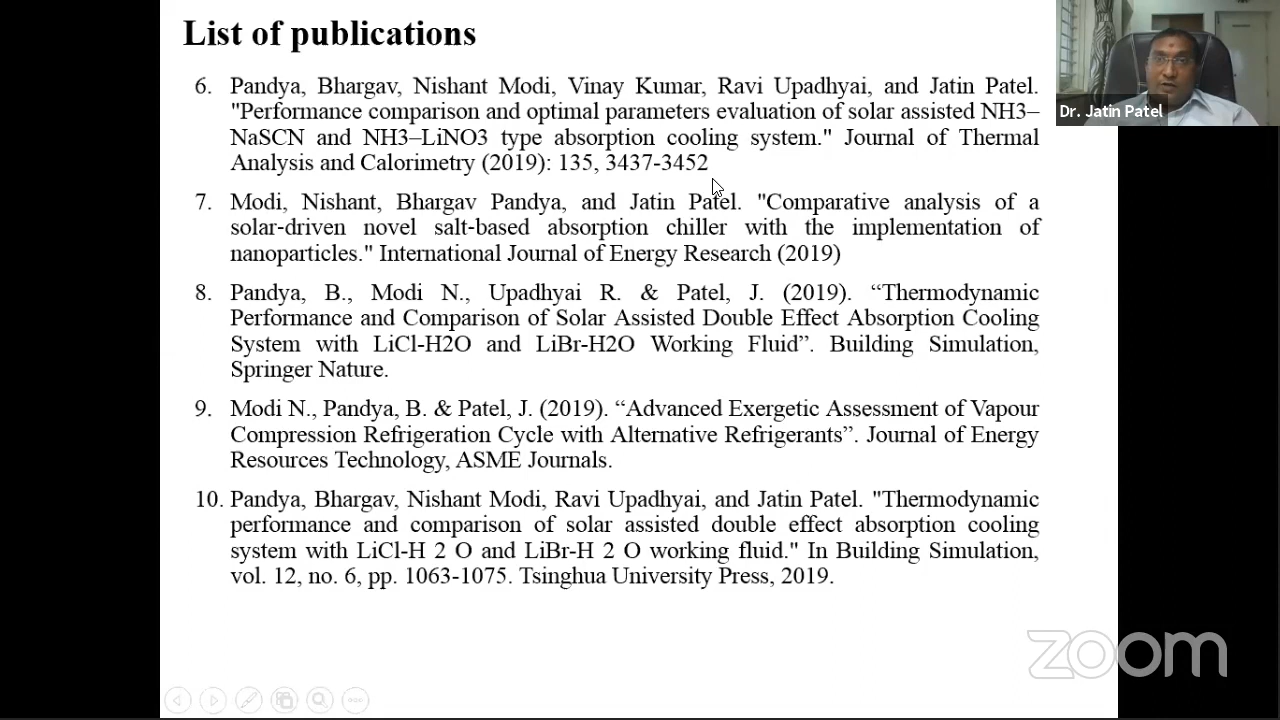 List of publications
6. Pandya, Bhargav, Nishant Modi, Vinay Kumar, Ravi Upadhyai, and Jatin Patel.
"Performance comparison and optimal parameters evaluation of solar assisted NH3–
NaSCN and NH3–LiNO3 type absorption cooling system." Journal of Thermal
Analysis and Calorimetry (2019): 135, 3437-3452
7. Modi, Nishant, Bhargav Pandya, and Jatin Patel. "Comparative analysis of a
solar-driven novel salt-based absorption chiller with the implementation of
nanoparticles." International Journal of Energy Research (2019)
8. Pandya, B., Modi N., Upadhyai R. & Patel, J. (2019). “Thermodynamic
Performance and Comparison of Solar Assisted Double Effect Absorption Cooling
System with LiCl-H2O and LiBr-H2O Working Fluid”. Building Simulation,
Springer Nature.
9. Modi N., Pandya, B. & Patel, J. (2019). “Advanced Exergetic Assessment of Vapour
Compression Refrigeration Cycle with Alternative Refrigerants”. Journal of Energy
Resources Technology, ASME Journals.
10. Pandya, Bhargav, Nishant Modi, Ravi Upadhyai, and Jatin Patel. "Thermodynamic
performance and comparison of solar assisted double effect absorption cooling
system with LiCl-H 2 O and LiBr-H 2 O working fluid." In Building Simulation,
vol. 12, no. 6, pp. 1063-1075. Tsinghua University Press, 2019.
Dr. Jatin Patel
zoom